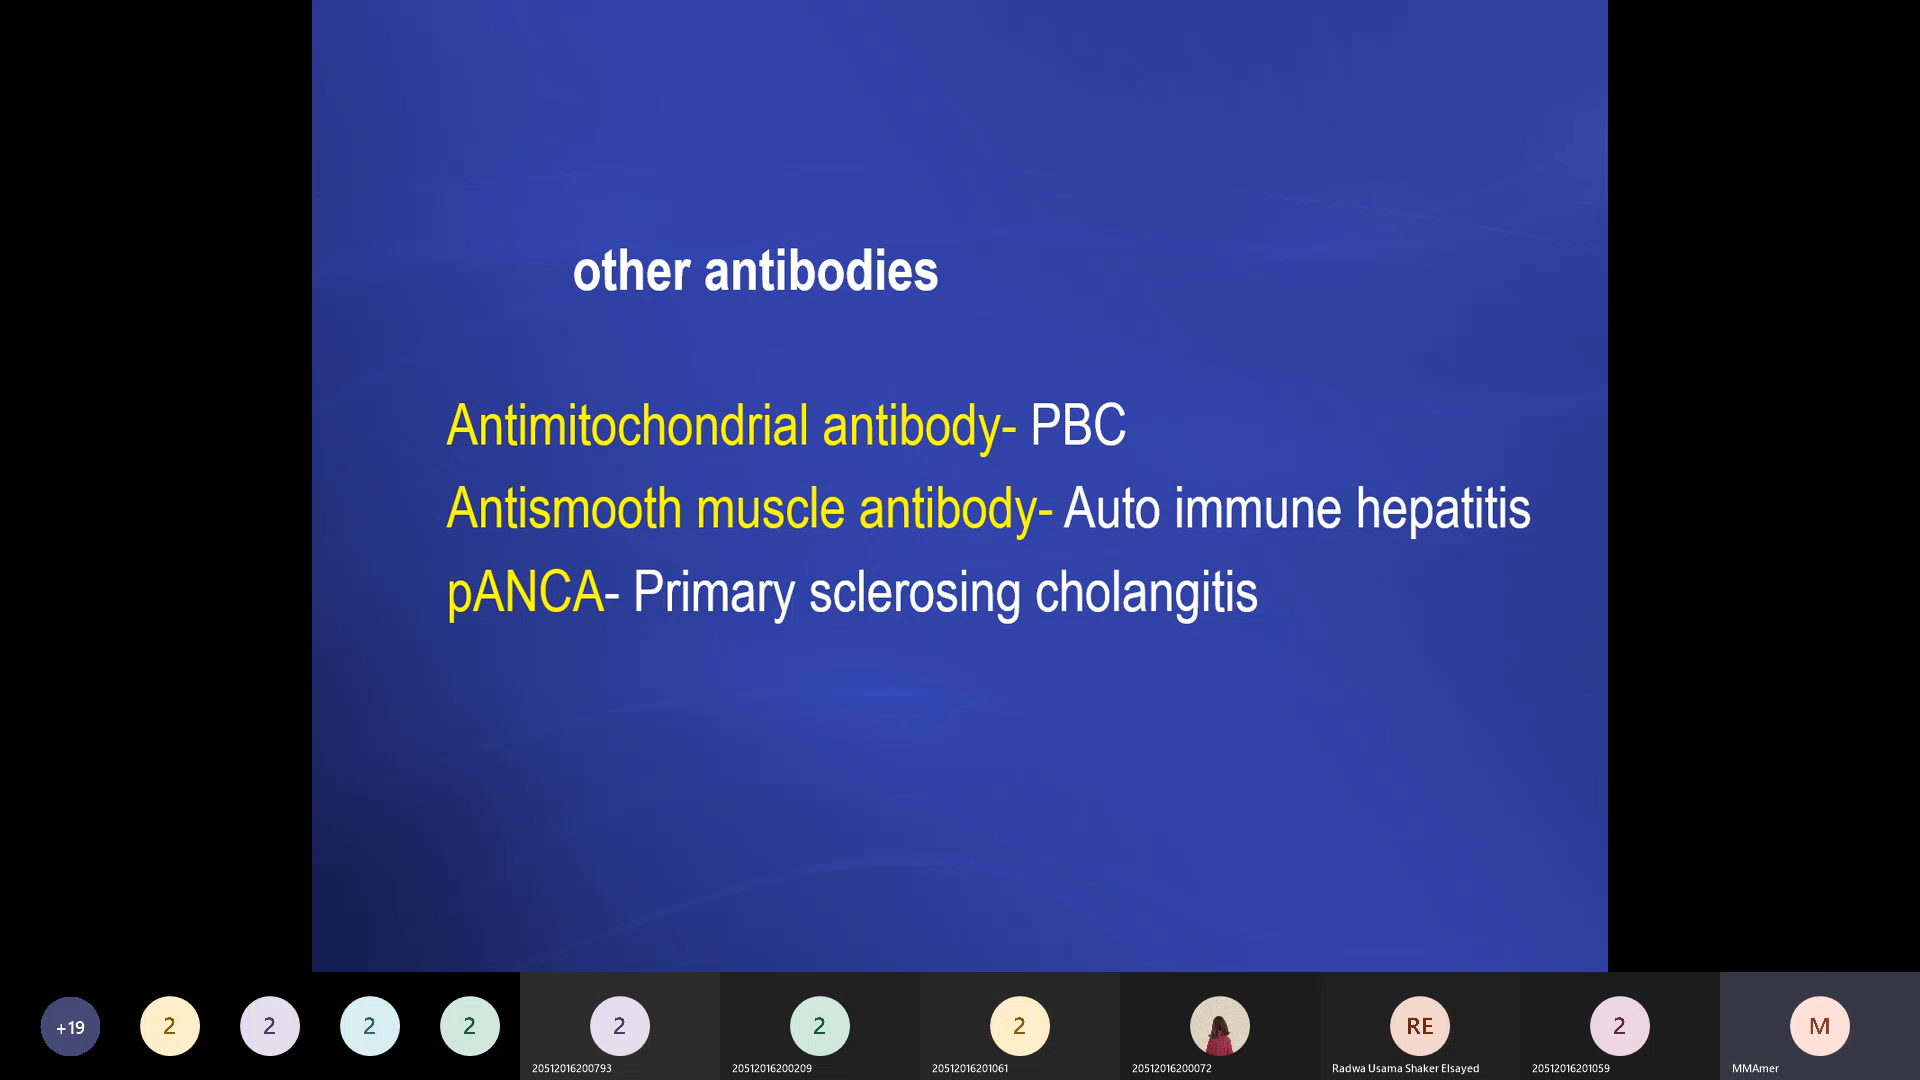 other antibodies
Antimitochondrial antibody- PBC
Antismooth muscle antibody- Auto immune hepatitis
pANCA- Primary sclerosing cholangitis
+19
2
2
2
2
2
20512016200793
2
20512016200209
2
20512016201061
20512016200072
RE
Radwa Usama Shaker Elsayed
2
20512016201059
M
MMAmer